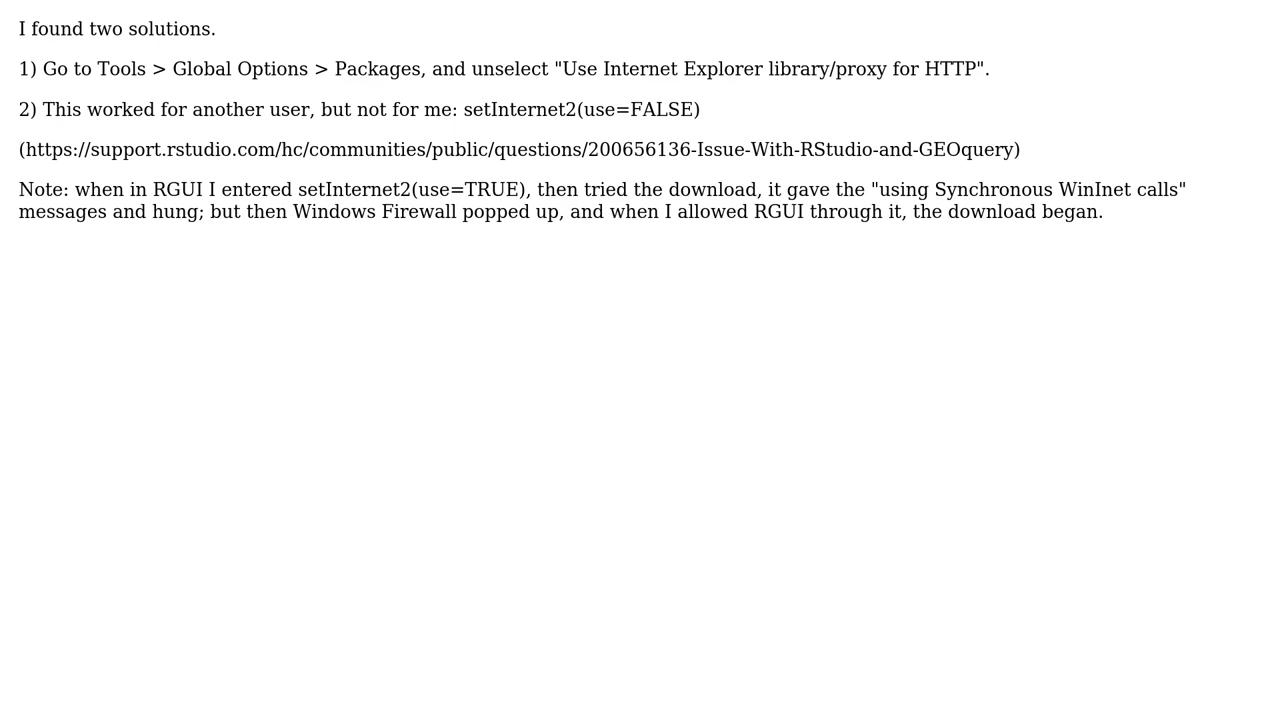 I found two solutions.
1) Go to Tools > Global Options > Packages, and unselect "Use Internet Explorer library/proxy for HTTP".
2) This worked for another user, but not for me: setInternet2(use=FALSE)
(https://support.rstudio.com/hc/communities/public/questions/200656136-Issue-With-RStudio-and-GEOquery)
Note: when in RGUI I entered setInternet2(use=TRUE), then tried the download, it gave the "using Synchronous WinInet calls"
messages and hung; but then Windows Firewall popped up, and when I allowed RGUI through it, the download began.